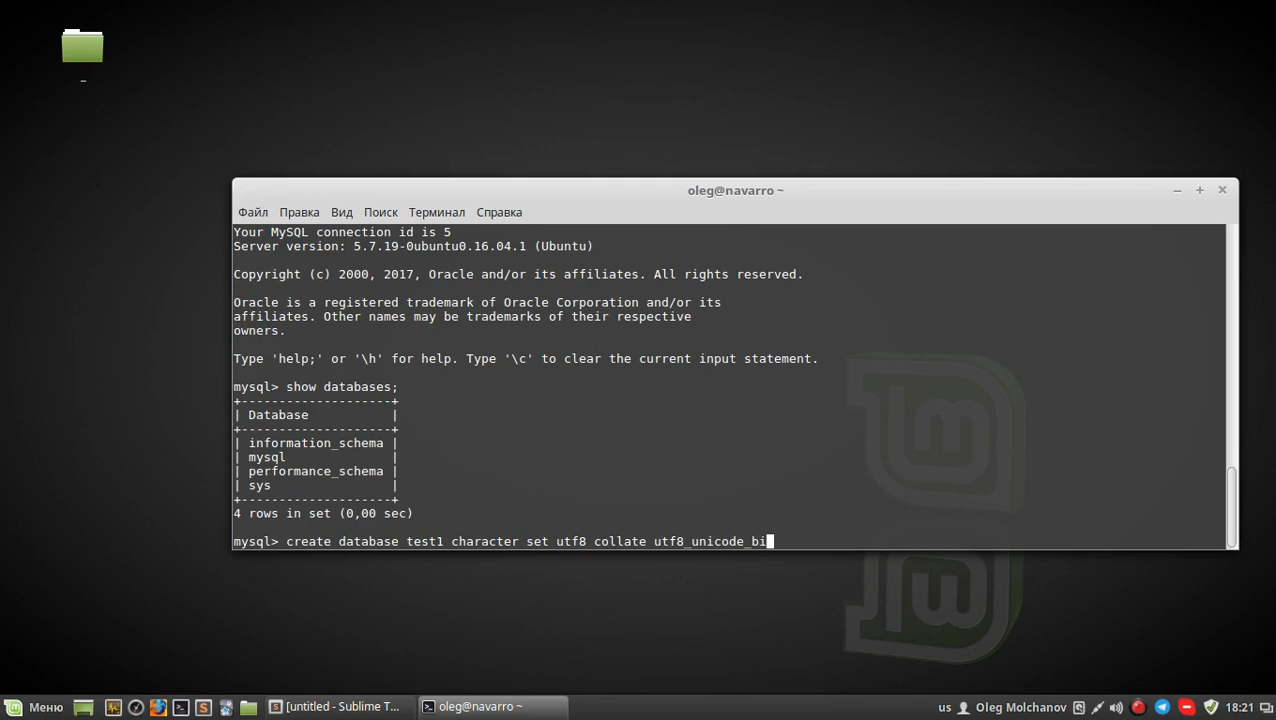 _
oleg@navarro ~
Файл Правка Вид Поиск Терминал Справка
Your MySQL connection id is 5
Server version: 5.7.19-0ubuntu0.16.04.1 (Ubuntu)
Copyright (c) 2000, 2017, Oracle and/or its affiliates. All rights reserved.
Oracle is a registered trademark of Oracle Corporation and/or its
affiliates. Other names may be trademarks of their respective
owners.
Type 'help;' or '\h' for help. Type '\c' to clear the current input statement.
mysql> show databases;
+--------------------+
| Database           |
+--------------------+
| information_schema |
| mysql              |
| performance_schema |
| sys                |
+--------------------+
4 rows in set (0,00 sec)
mysql> create database test1 character set utf8 collate utf8_unicode_bi
Меню [untitled - Sublime T... oleg@navarro ~ us Oleg Molchanov 18:21